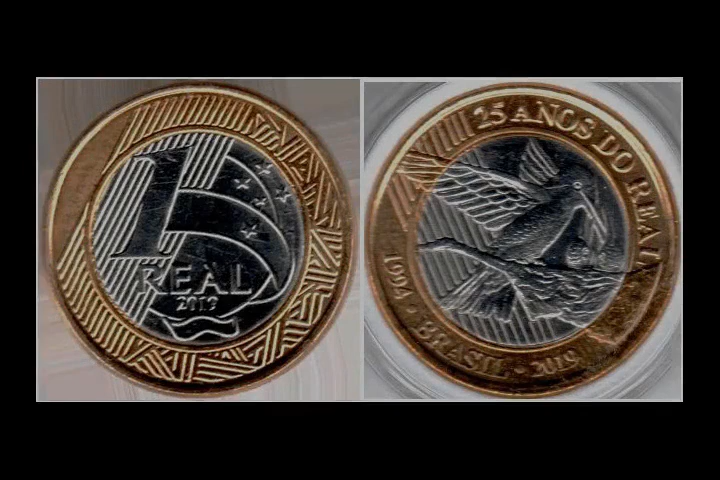 1
REAL
2019
25 ANOS DO REAL
1994 • BRASIL • 2019